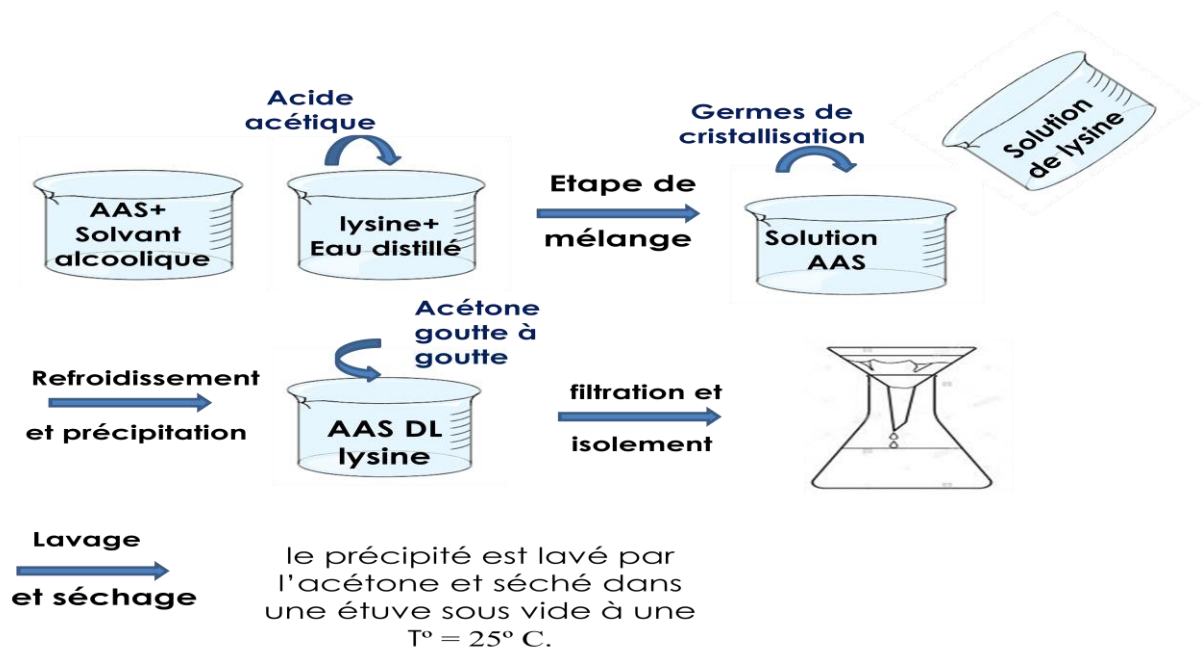 Acide
acétique
AAS+
Solvant
alcoolique
lysine+
Eau distillé
Etape de
mélange
Germes de
cristallisation
Solution
AAS
Solution
de lysine
Refroidissement
et précipitation
Acétone
goutte à
goutte
AAS DL
lysine
filtration et
isolement
Lavage
et séchage
le précipité est lavé par
l'acétone et séché dans
une étuve sous vide à une
T° = 25° C.